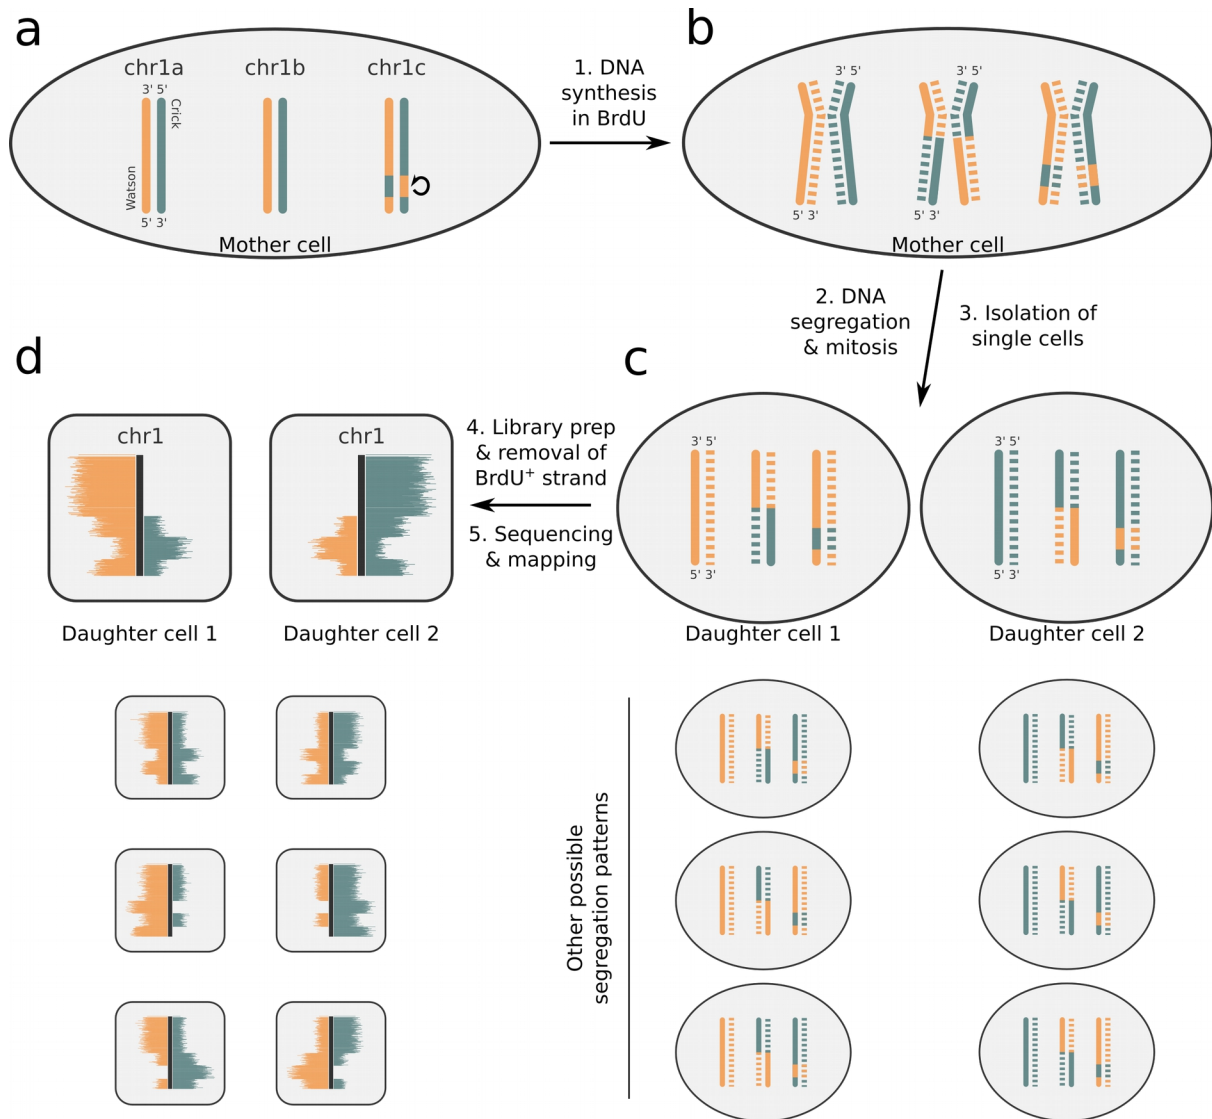 a
chr1a
chr1b
chr1c
3' 5'
Crick
Watson
5' 3'
Mother cell
1. DNA
synthesis
in BrdU
b
3' 5'
3' 5'
5' 3'
5' 3'
Mother cell
2. DNA
segregation
& mitosis
3. Isolation of
single cells
c
3' 5'
5' 3'
Daughter cell 1
3' 5'
5' 3'
Daughter cell 2
4. Library prep
& removal of
BrdU⁺ strand
5. Sequencing
& mapping
d
chr1
Daughter cell 1
chr1
Daughter cell 2
Other possible
segregation patterns